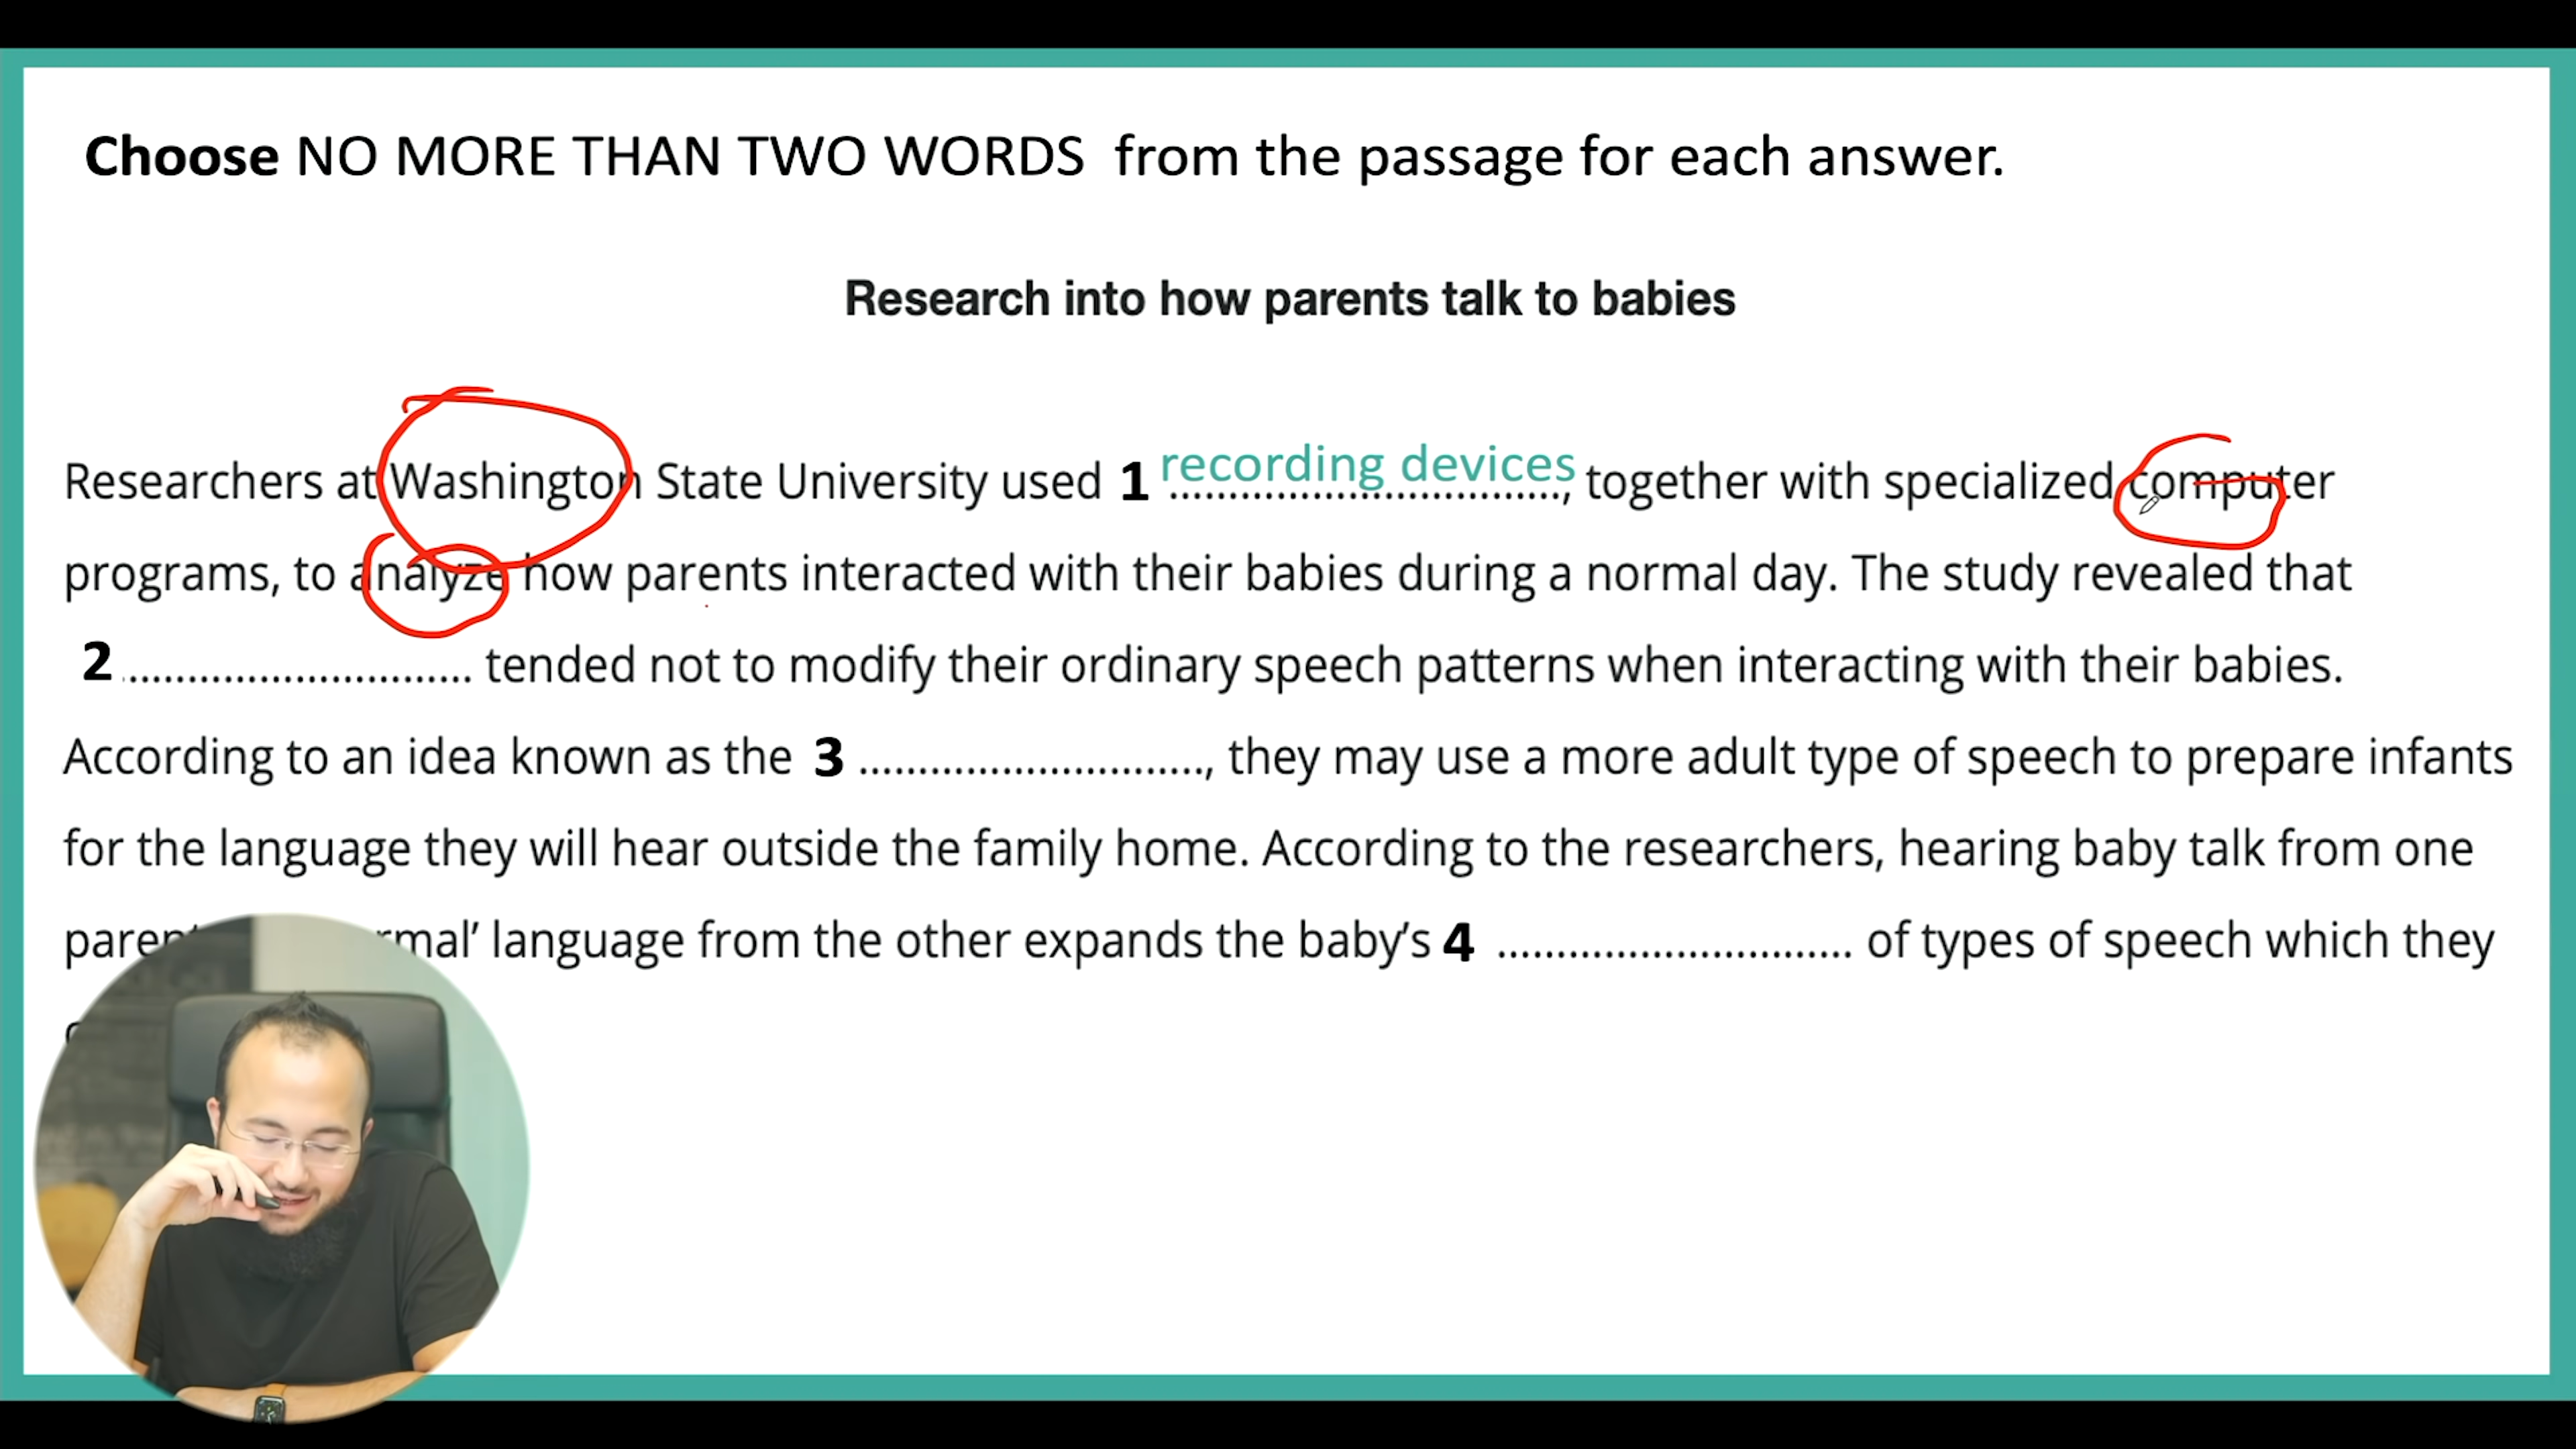 Choose NO MORE THAN TWO WORDS from the passage for each answer.
Research into how parents talk to babies
Researchers at Washington State University used 1 recording devices ................................., together with specialized computer
programs, to analyze how parents interacted with their babies during a normal day. The study revealed that
2 .............................. tended not to modify their ordinary speech patterns when interacting with their babies.
According to an idea known as the 3 .............................., they may use a more adult type of speech to prepare infants
for the language they will hear outside the family home. According to the researchers, hearing baby talk from one
language from the other expands the baby's 4 .............................. of types of speech which they